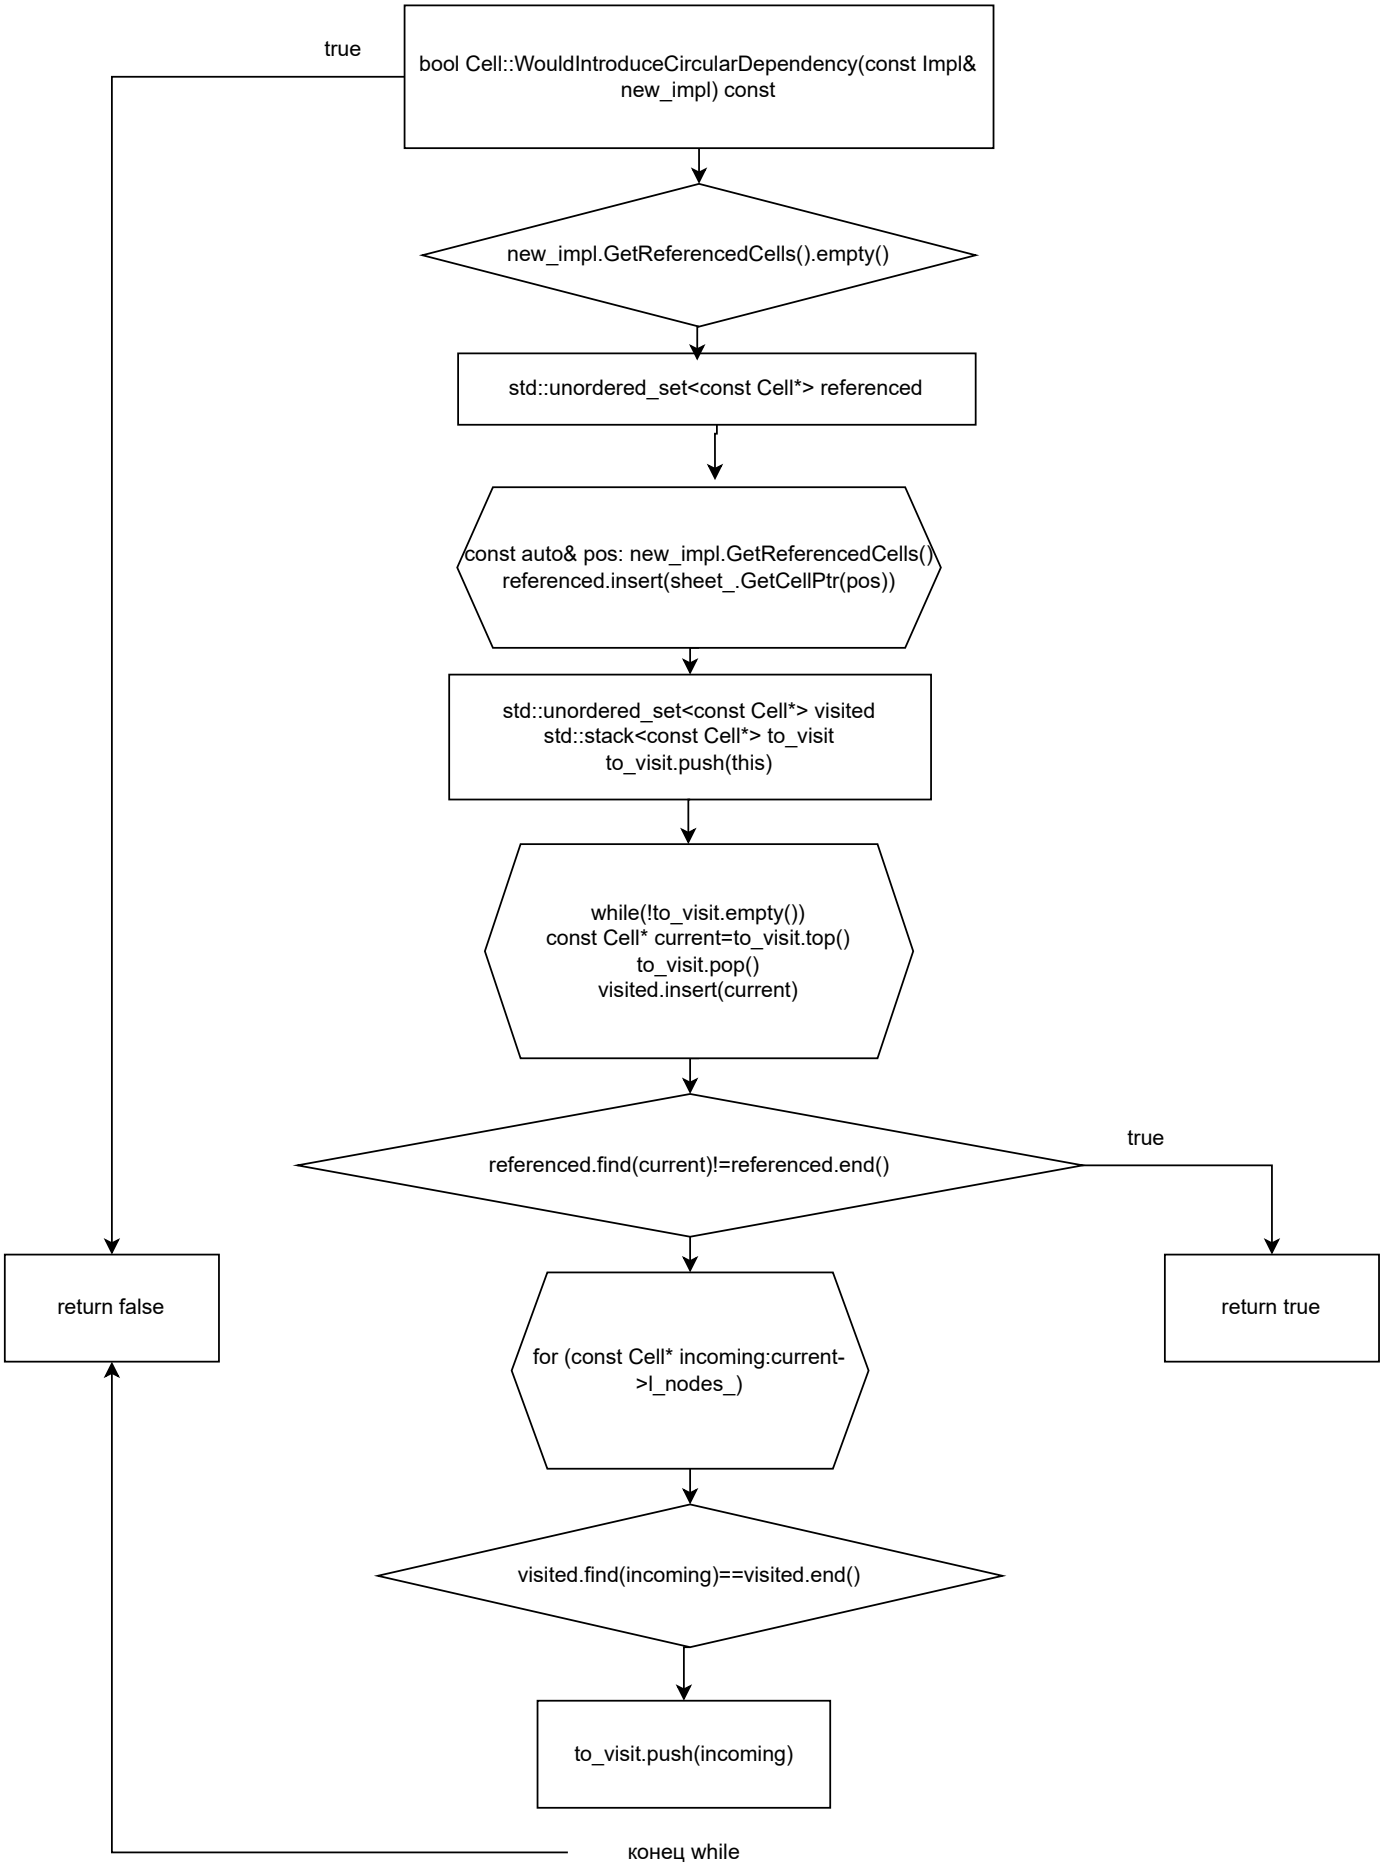 true
bool Cell::WouldIntroduceCircularDependency(const Impl&
new_impl) const
new_impl.GetReferencedCells().empty()
std::unordered_set<const Cell*> referenced
const auto& pos: new_impl.GetReferencedCells()
referenced.insert(sheet_.GetCellPtr(pos))
std::unordered_set<const Cell*> visited
std::stack<const Cell*> to_visit
to_visit.push(this)
while(!to_visit.empty())
const Cell* current=to_visit.top()
to_visit.pop()
visited.insert(current)
true
referenced.find(current)!=referenced.end()
return false
return true
for (const Cell* incoming:current-
>l_nodes_)
visited.find(incoming)==visited.end()
to_visit.push(incoming)
конец while